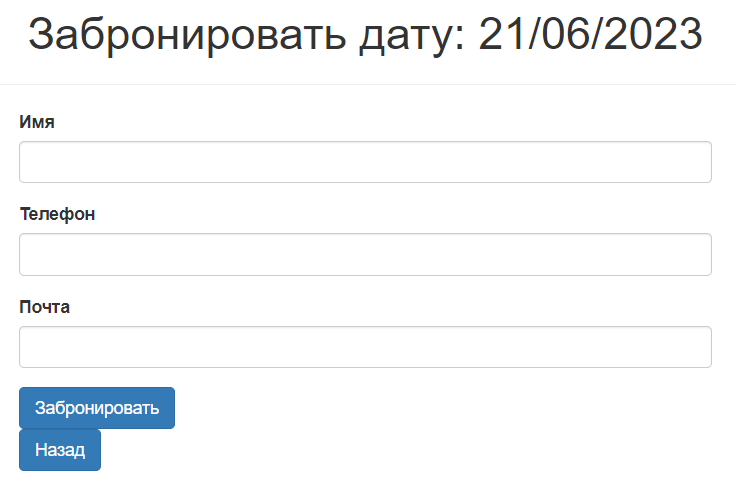 Забронировать дату: 21/06/2023
Имя
Телефон
Почта
Забронировать
Назад